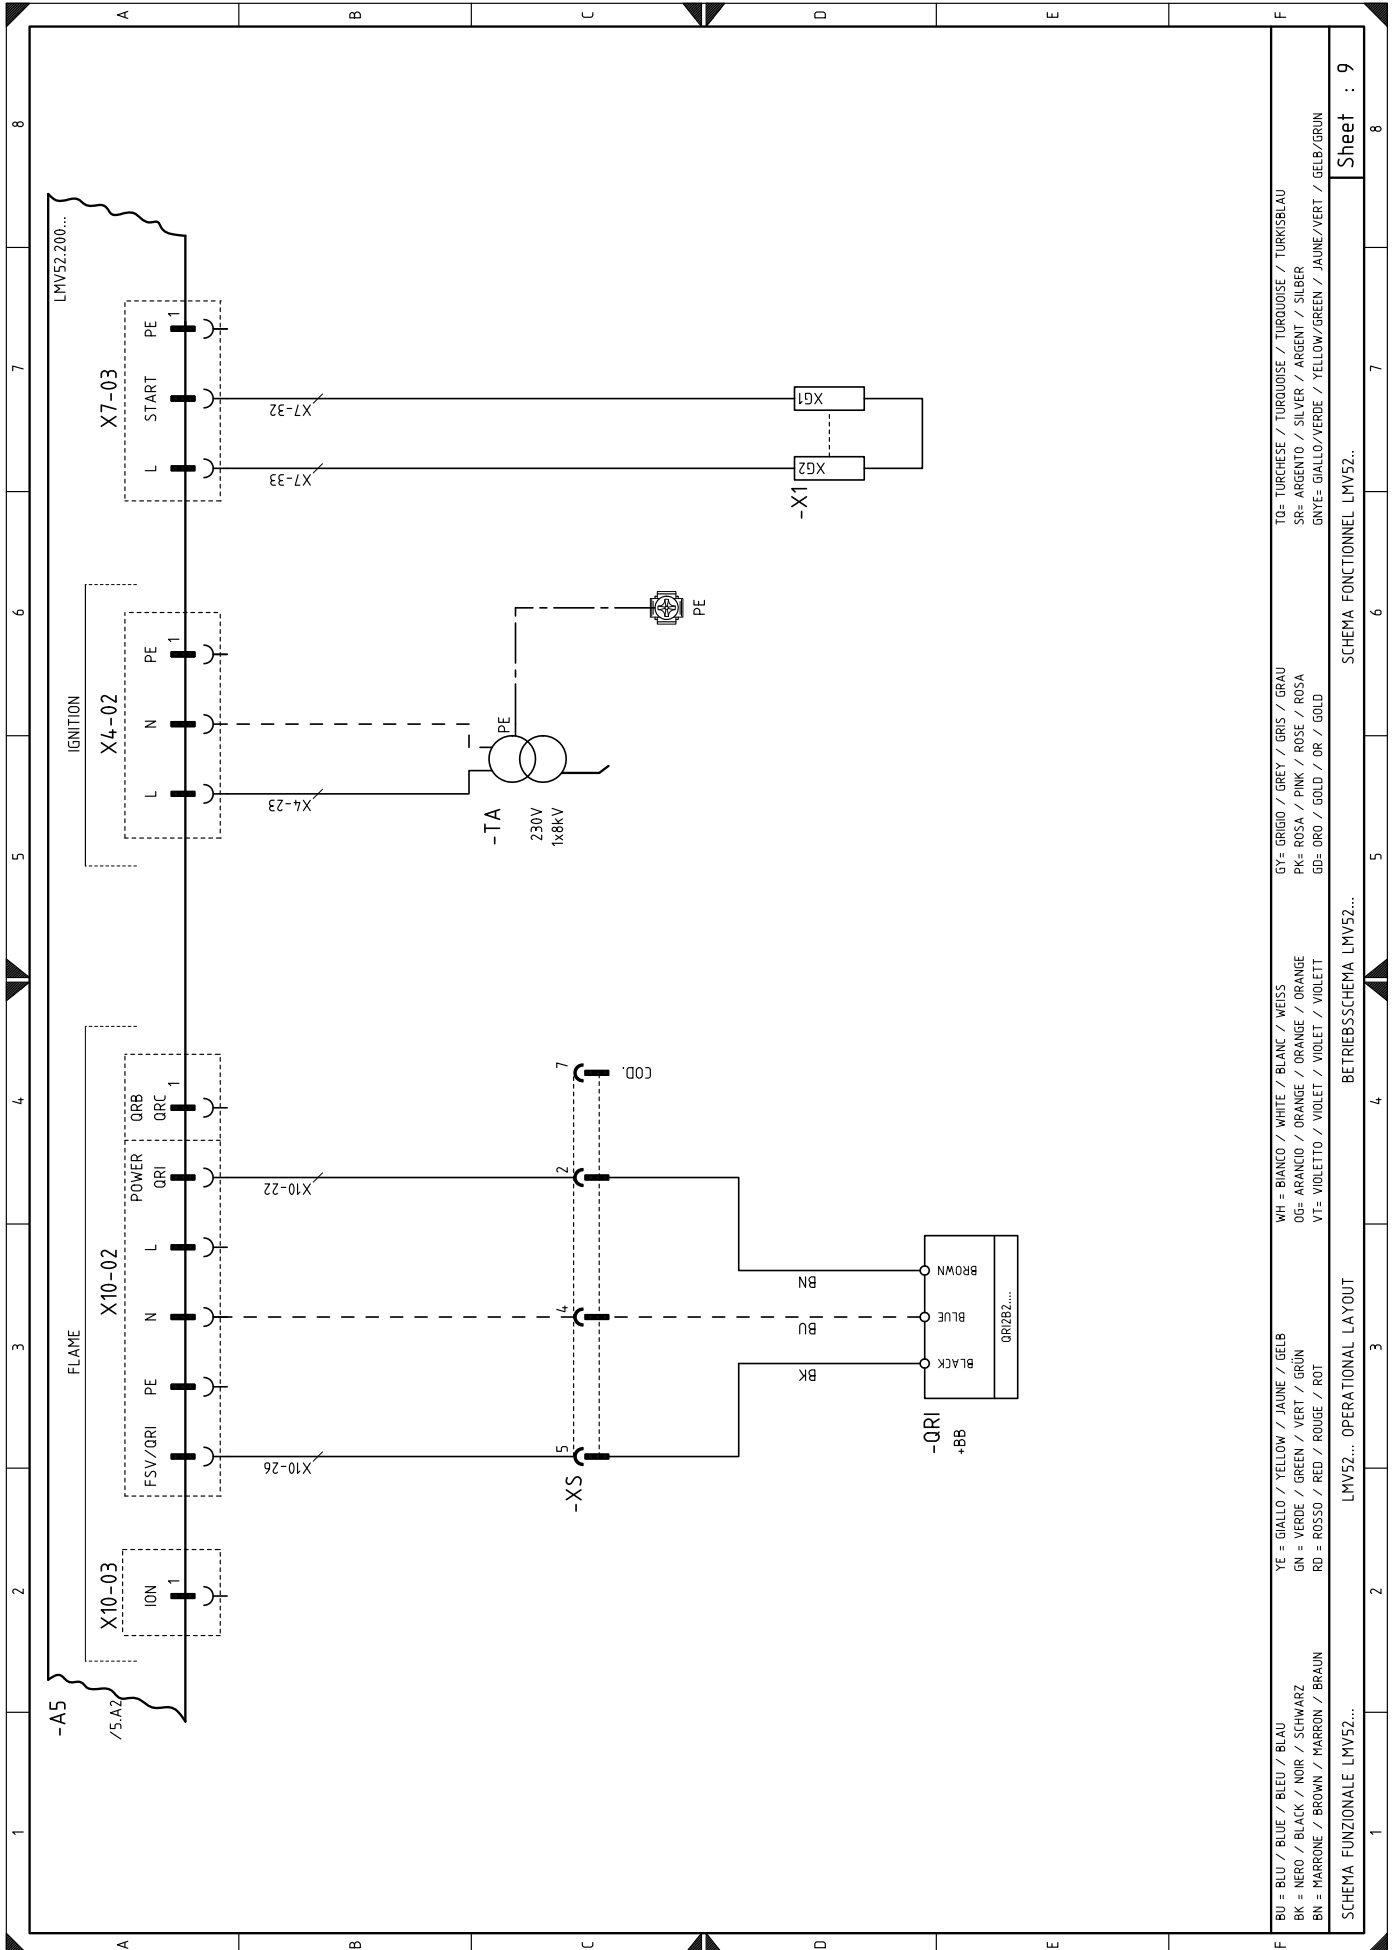 1 2 3 4 5 6 7 8
A
B
C
D
E
F
A
B
C
D
E
F
-A5
/5.A2
LMV52.200...
FLAME
IGNITION
X10-03
X10-02
X4-02
X7-03
ION
1
FSV/QRI
PE
N
L
POWER
QRI
QRB
QRC
1
L
N
PE
1
L
START
PE
1
X10-26
X10-22
X4-23
X7-33
X7-32
-TA
230V
1x8kV
PE
PE
-XS
5
4
2
7
COD.
BK
BU
BN
-QRI
+BB
BLACK
BLUE
BROWN
QRI2B2....
-X1
XG2
XG1
BU = BLU / BLUE / BLEU / BLAU
BK = NERO / BLACK / NOIR / SCHWARZ
BN = MARRONE / BROWN / MARRON / BRAUN
YE = GIALLO / YELLOW / JAUNE / GELB
GN = VERDE / GREEN / VERT / GRÜN
RD = ROSSO / RED / ROUGE / ROT
WH = BIANCO / WHITE / BLANC / WEISS
OG= ARANCIO / ORANGE / ORANGE / ORANGE
VT= VIOLETTO / VIOLET / VIOLET / VIOLETT
GY= GRIGIO / GREY / GRIS / GRAU
PK= ROSA / PINK / ROSE / ROSA
GD= ORO / GOLD / OR / GOLD
TQ= TURCHESE / TURQUOISE / TURQUOISE / TURKISBLAU
SR= ARGENTO / SILVER / ARGENT / SILBER
GNYE= GIALLO/VERDE / YELLOW/GREEN / JAUNE/VERT / GELB/GRUN
SCHEMA FUNZIONALE LMV52... LMV52... OPERATIONAL LAYOUT BETRIEBSSCHEMA LMV52... SCHEMA FONCTIONNEL LMV52... Sheet : 9
1 2 3 4 5 6 7 8